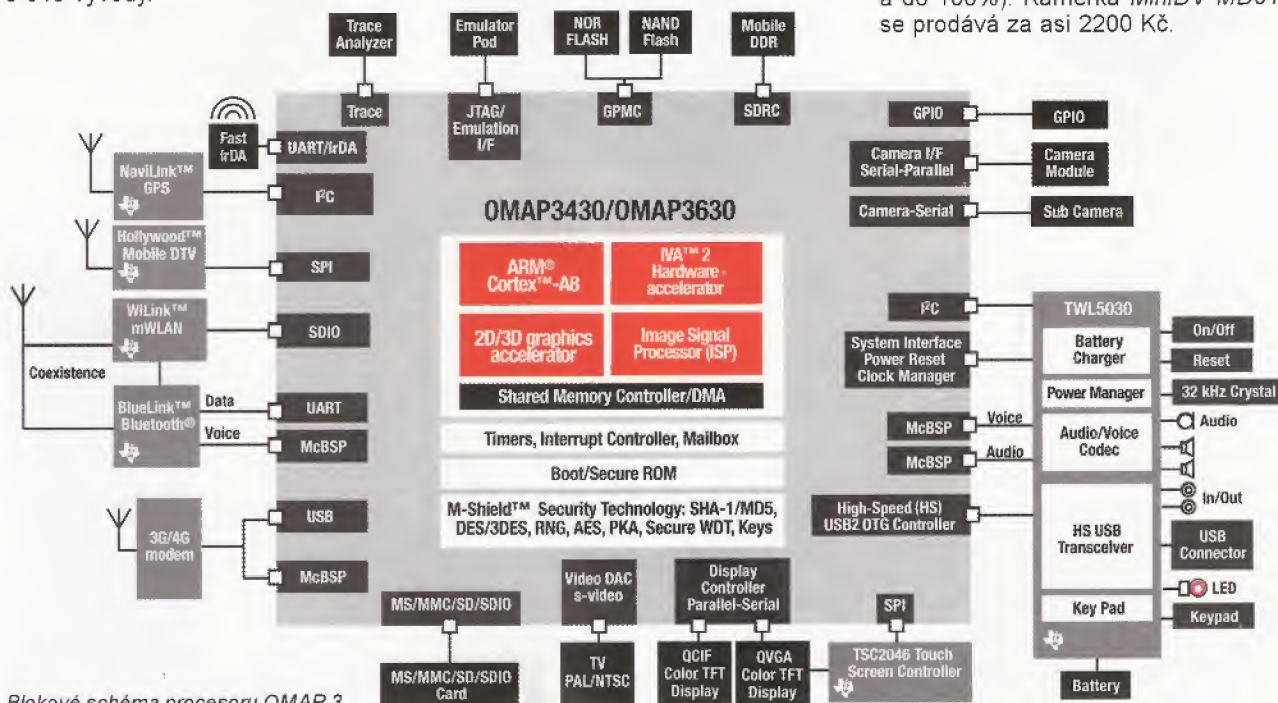 a do 100%). Kamerka MiniDV MD81
se prodává za asi 2200 Kč.
Trace
Analyzer
Emulator
Pod
NOR
FLASH
NAND
Flash
Mobile
DDR
Trace
JTAG/
Emulation
I/F
GPMC
SDRC
Fast
IrDA
UART/IrDA
NaviLink™
GPS
I²C
Hollywood™
Mobile DTV
SPI
WiLink™
mWLAN
SDIO
Coexistence
BlueLink™
Bluetooth®
Data
Voice
UART
McBSP
3G/4G
modem
USB
McBSP
OMAP3430/OMAP3630
ARM®
Cortex™-A8
IVA™ 2
Hardware -
accelerator
2D/3D graphics
accelerator
Image Signal
Processor (ISP)
Shared Memory Controller/DMA
Timers, Interrupt Controller, Mailbox
Boot/Secure ROM
M-Shield™ Security Technology: SHA-1/MD5,
DES/3DES, RNG, AES, PKA, Secure WDT, Keys
GPIO
GPIO
Camera I/F
Serial-Parallel
Camera
Module
Camera-Serial
Sub Camera
I²C
System Interface
Power Reset
Clock Manager
McBSP
Voice
McBSP
Audio
High-Speed (HS)
USB2 OTG Controller
TWL5030
Battery
Charger
Power Manager
Audio/Voice
Codec
HS USB
Transceiver
Key Pad
On/Off
Reset
32 kHz Crystal
Audio
In/Out
USB
Connector
LED
Keypad
Battery
MS/MMC/SD/SDIO
Video DAC
s-video
Display
Controller
Parallel-Serial
SPI
MS/MMC/SD/SDIO
Card
TV
PAL/NTSC
QCIF
Color TFT
Display
QVGA
Color TFT
Display
TSC2046 Touch
Screen Controller
Blokové schéma procesoru OMAP 3